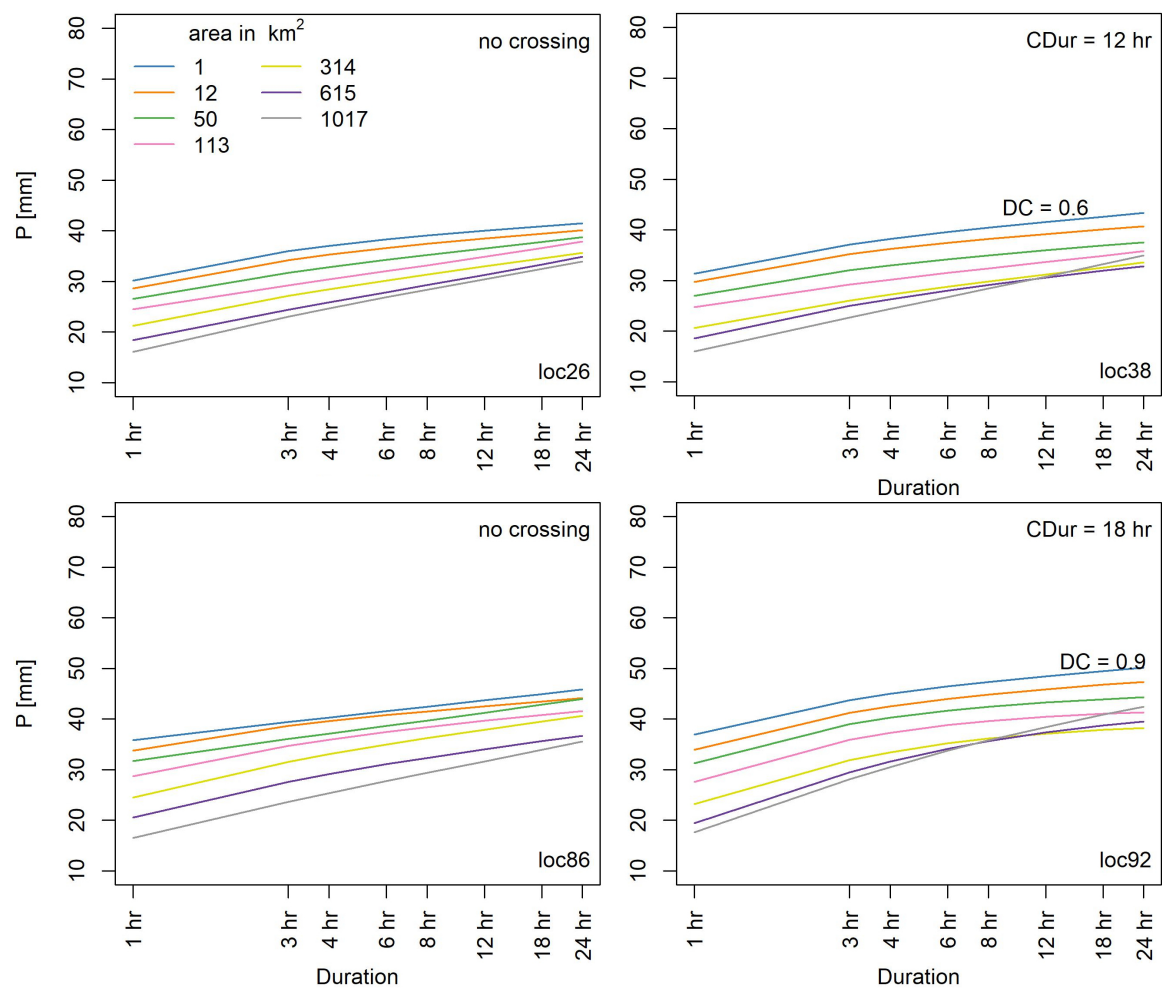 area in km²
1
12
50
113
314
615
1017
no crossing
P [mm]
80
70
60
50
40
30
20
10
loc26
1 hr
3 hr
4 hr
6 hr
8 hr
12 hr
18 hr
24 hr
CDur = 12 hr
80
70
60
50
40
30
20
10
DC = 0.6
loc38
1 hr
3 hr
4 hr
6 hr
8 hr
12 hr
18 hr
24 hr
Duration
no crossing
P [mm]
80
70
60
50
40
30
20
10
loc86
1 hr
3 hr
4 hr
6 hr
8 hr
12 hr
18 hr
24 hr
Duration
CDur = 18 hr
80
70
60
50
40
30
20
10
DC = 0.9
loc92
1 hr
3 hr
4 hr
6 hr
8 hr
12 hr
18 hr
24 hr
Duration